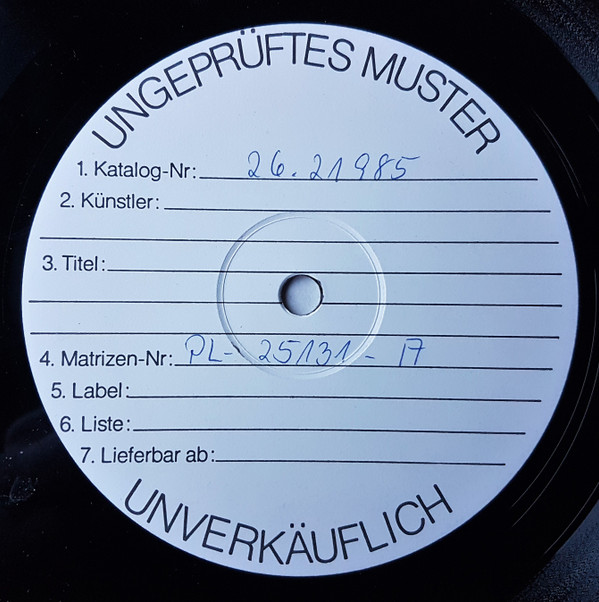 UNGEPRÜFTES MUSTER
1. Katalog-Nr: 26.21985
2. Künstler:
3. Titel:
4. Matrizen-Nr: PL-25131-17
5. Label:
6. Liste:
7. Lieferbar ab:
UNVERKÄUFLICH